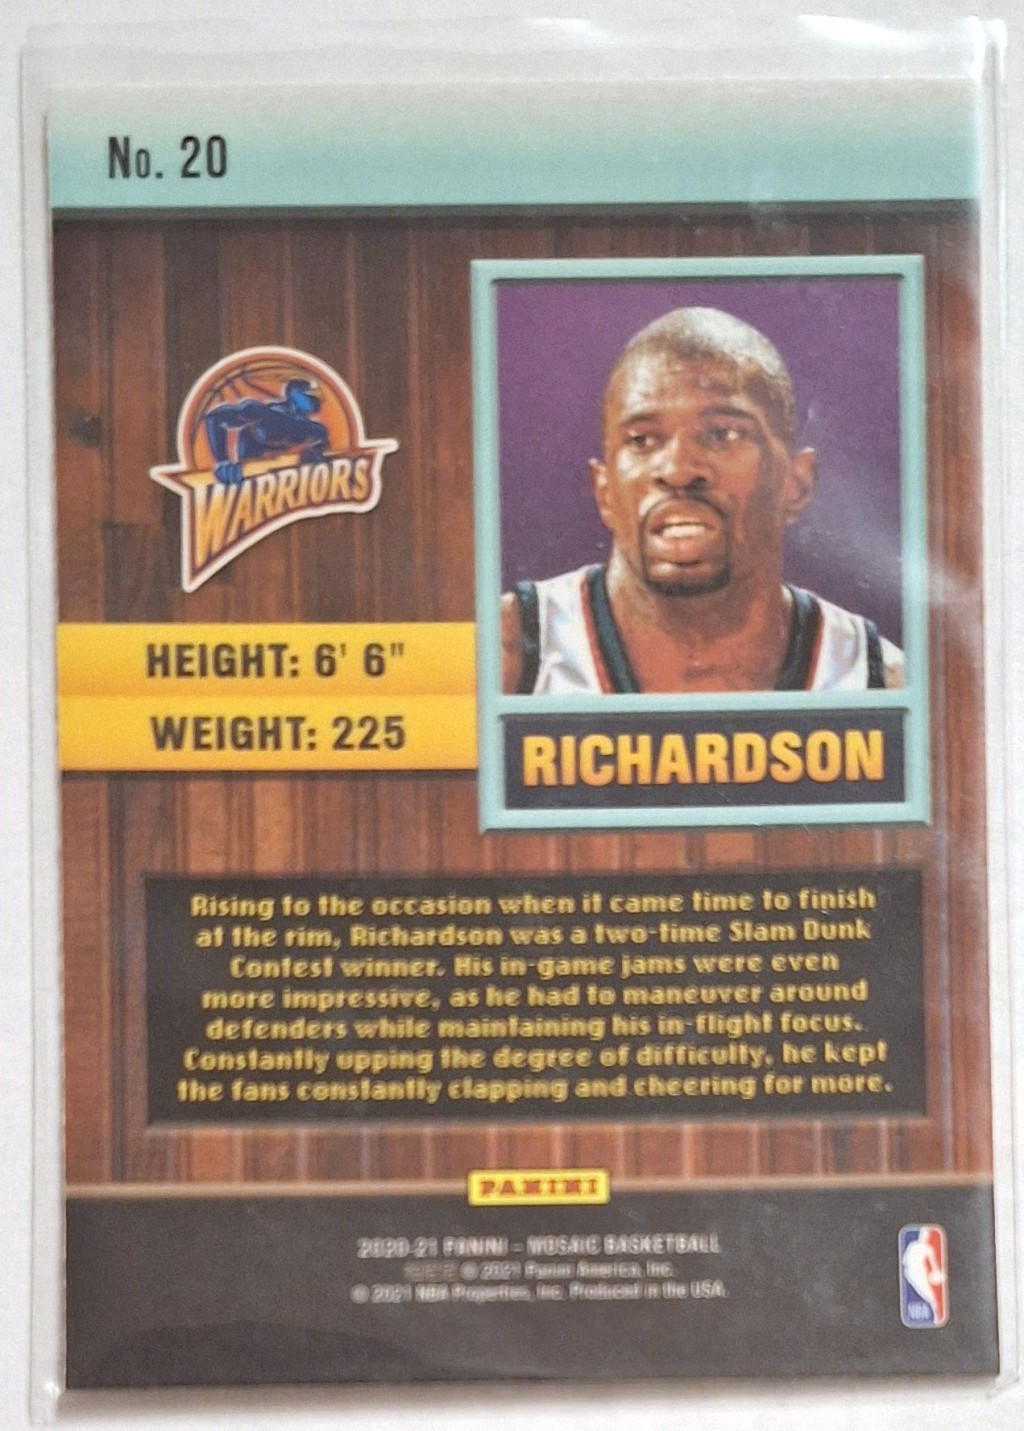 No. 20
WARRIORS
HEIGHT: 6' 6"
WEIGHT: 225
RICHARDSON
Rising to the occasion when it came time to finish
at the rim, Richardson was a two-time Slam Dunk
Contest winner. His in-game jams were even
more impressive, as he had to maneuver around
defenders while maintaining his in-flight focus.
Constantly upping the degree of difficulty, he kept
the fans constantly clapping and cheering for more.
PANINI
2020-21 PANINI – MOSAIC BASKETBALL
© 2021 Panini America, Inc.
© 2021 NBA Properties, Inc. Produced in the USA.
NBA